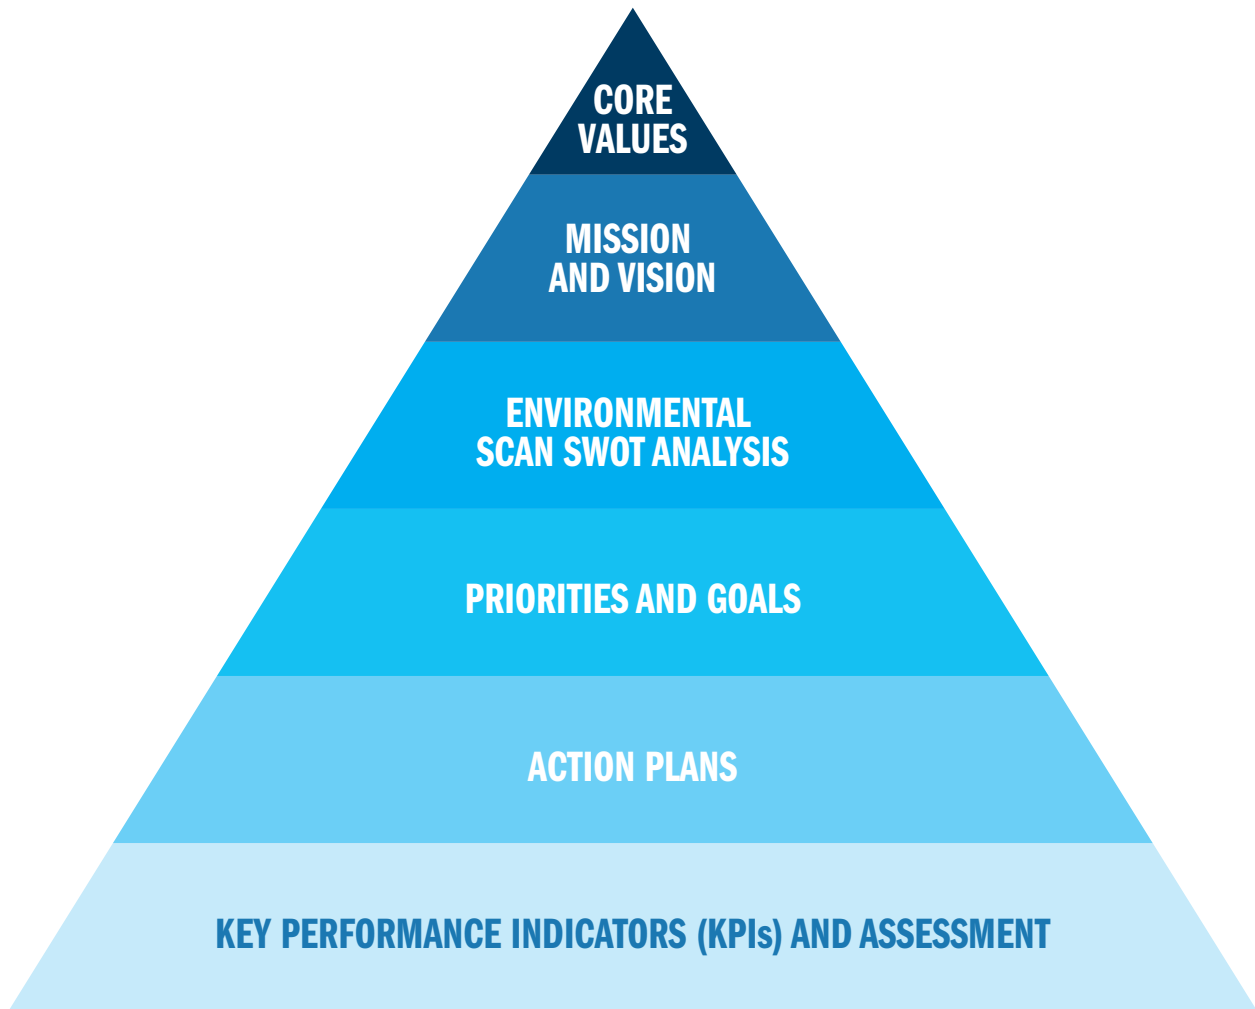 CORE
VALUES
MISSION
AND VISION
ENVIRONMENTAL
SCAN SWOT ANALYSIS
PRIORITIES AND GOALS
ACTION PLANS
KEY PERFORMANCE INDICATORS (KPIs) AND ASSESSMENT